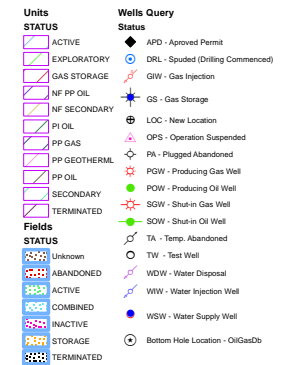 Units
STATUS
ACTIVE
EXPLORATORY
GAS STORAGE
NF PP OIL
NF SECONDARY
PI OIL
PP GAS
PP GEOTHERML
PP OIL
SECONDARY
TERMINATED
Fields
STATUS
Unknown
ABANDONED
ACTIVE
COMBINED
INACTIVE
STORAGE
TERMINATED
Wells Query
Status
APD - Aproved Permit
DRL - Spuded (Drilling Commenced)
GIW - Gas Injection
GS - Gas Storage
LOC - New Location
OPS - Operation Suspended
PA - Plugged Abandoned
PGW - Producing Gas Well
POW - Producing Oil Well
SGW - Shut-in Gas Well
SOW - Shut-in Oil Well
TA - Temp. Abandoned
TW - Test Well
WDW - Water Disposal
WIW - Water Injection Well
WSW - Water Supply Well
Bottom Hole Location - OilGasDb